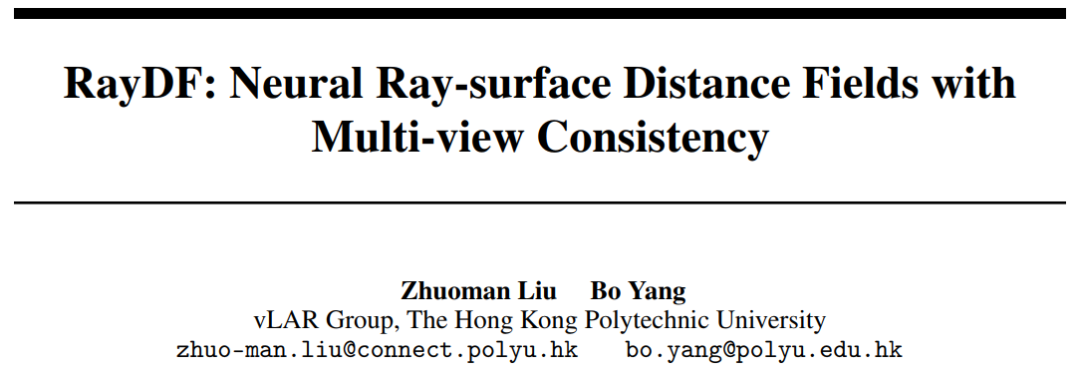 RayDF: Neural Ray-surface Distance Fields with
Multi-view Consistency
Zhuoman Liu Bo Yang
vLAR Group, The Hong Kong Polytechnic University
zhuo-man.liu@connect.polyu.hk bo.yang@polyu.edu.hk